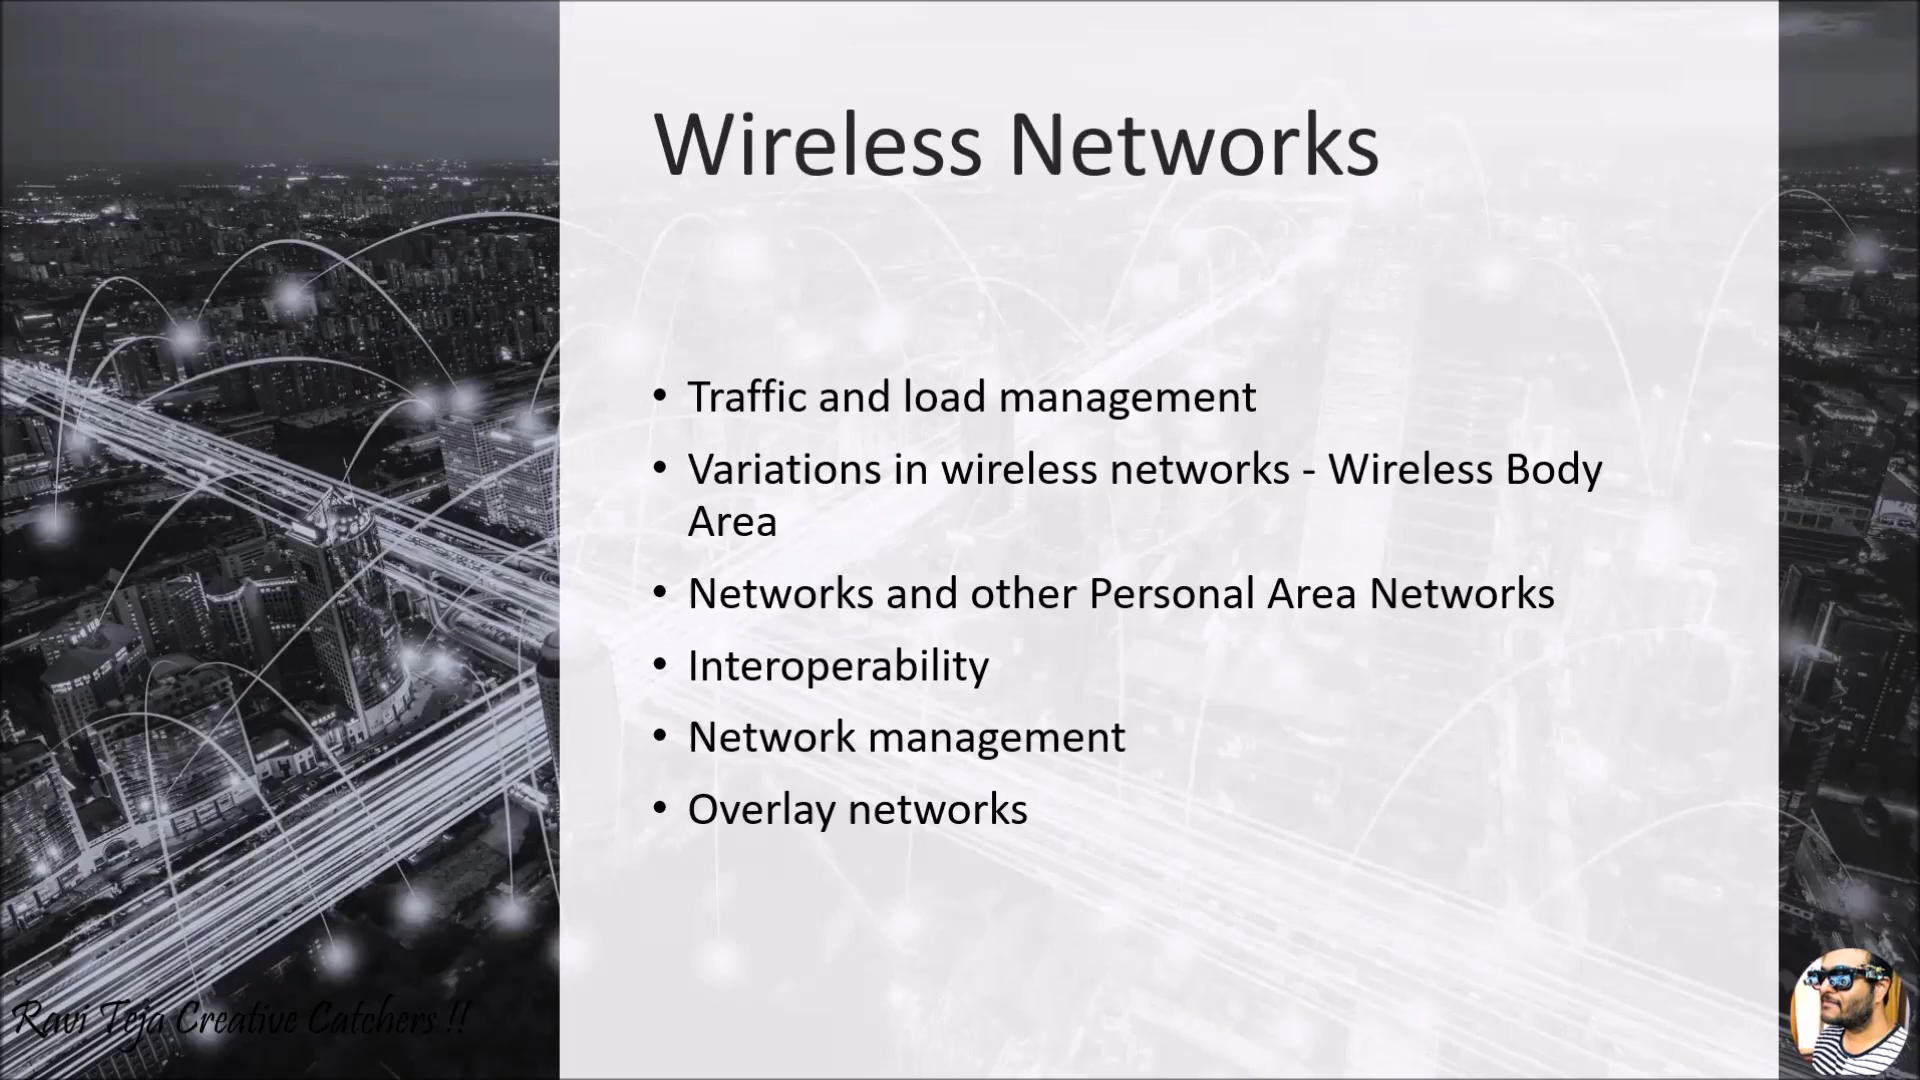 Wireless Networks
• Traffic and load management
• Variations in wireless networks - Wireless Body
Area
• Networks and other Personal Area Networks
• Interoperability
• Network management
• Overlay networks
Ravi Teja Creative Catchers !!